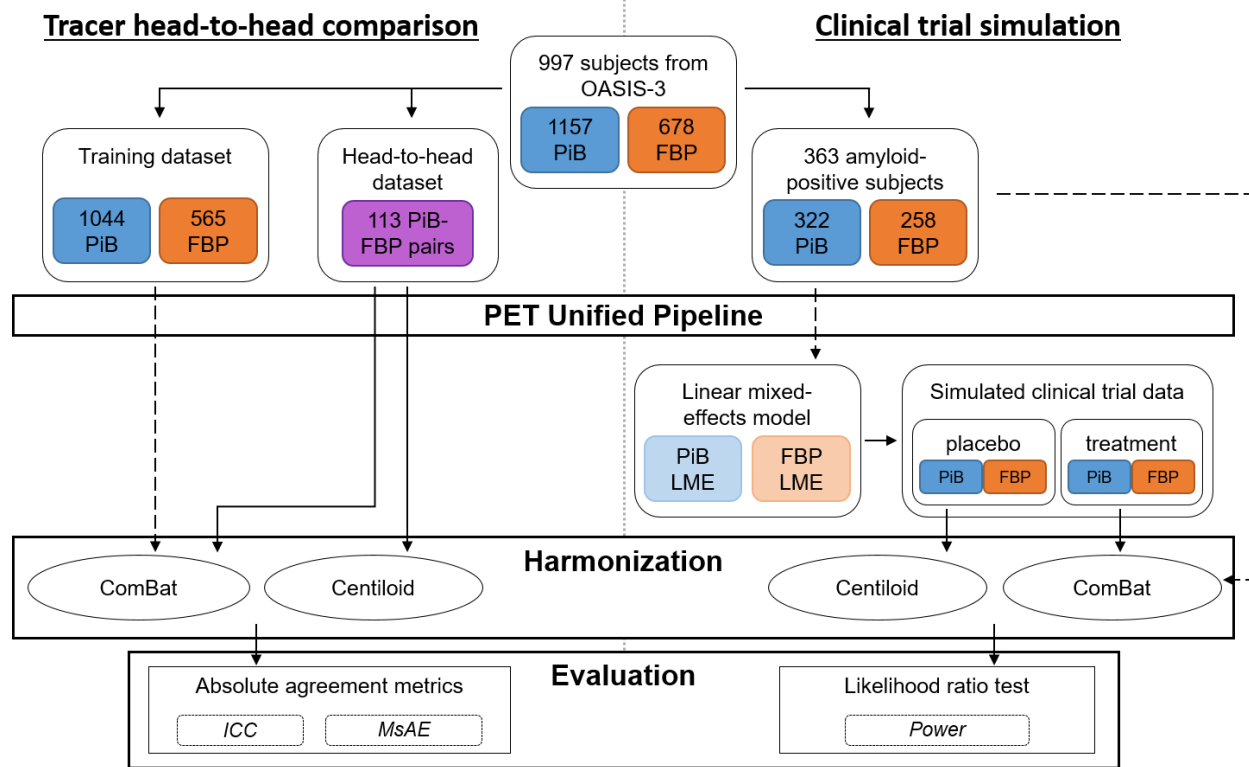 Tracer head-to-head comparison
Clinical trial simulation
997 subjects from
OASIS-3
1157
PiB
678
FBP
Training dataset
1044
PiB
565
FBP
Head-to-head
dataset
113 PiB-
FBP pairs
363 amyloid-
positive subjects
322
PiB
258
FBP
PET Unified Pipeline
Linear mixed-
effects model
PiB
LME
FBP
LME
Simulated clinical trial data
placebo
PiB
FBP
treatment
PiB
FBP
Harmonization
ComBat
Centiloid
Centiloid
ComBat
Evaluation
Absolute agreement metrics
ICC
MsAE
Likelihood ratio test
Power